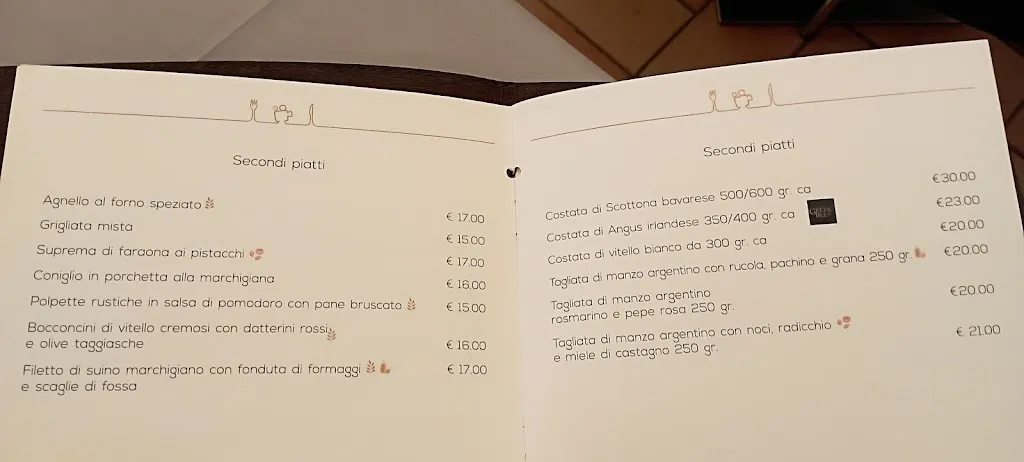 Secondi piatti
Agnello al forno speziato € 17.00
Grigliata mista € 15.00
Suprema di faraona ai pistacchi € 17.00
Coniglio in porchetta alla marchigiana € 16.00
Polpette rustiche in salsa di pomodoro con pane bruscato € 15.00
Bocconcini di vitello cremosi con datterini rossi
e olive taggiasche € 16.00
Filetto di suino marchigiano con fonduta di formaggi € 17.00
e scaglie di fossa
Secondi piatti
Costata di Scottona bavarese 500/600 gr. ca €30.00
Costata di Angus irlandese 350/400 gr. ca €23.00
Costata di vitello bianco da 300 gr. ca €20.00
Tagliata di manzo argentino con rucola, pachino e grana 250 gr. €20.00
Tagliata di manzo argentino
rosmarino e pepe rosa 250 gr. €20.00
Tagliata di manzo argentino con noci, radicchio € 21.00
e miele di castagno 250 gr.